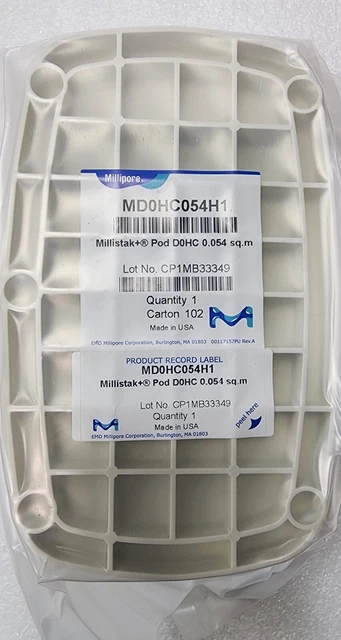 Millipore®
MD0HC054H1
Millistak+® Pod D0HC 0.054 sq.m
Lot No. CP1MB33349
Quantity 1
Carton 102
Made in USA
M
EMD Millipore Corporation, Burlington, MA 01803 00117157PU Rev.A
PRODUCT RECORD LABEL
MD0HC054H1
Millistak+® Pod D0HC 0.054 sq.m
Lot No. CP1MB33349
Quantity 1
Made in USA
M
peel here
EMD Millipore Corporation, Burlington, MA 01803